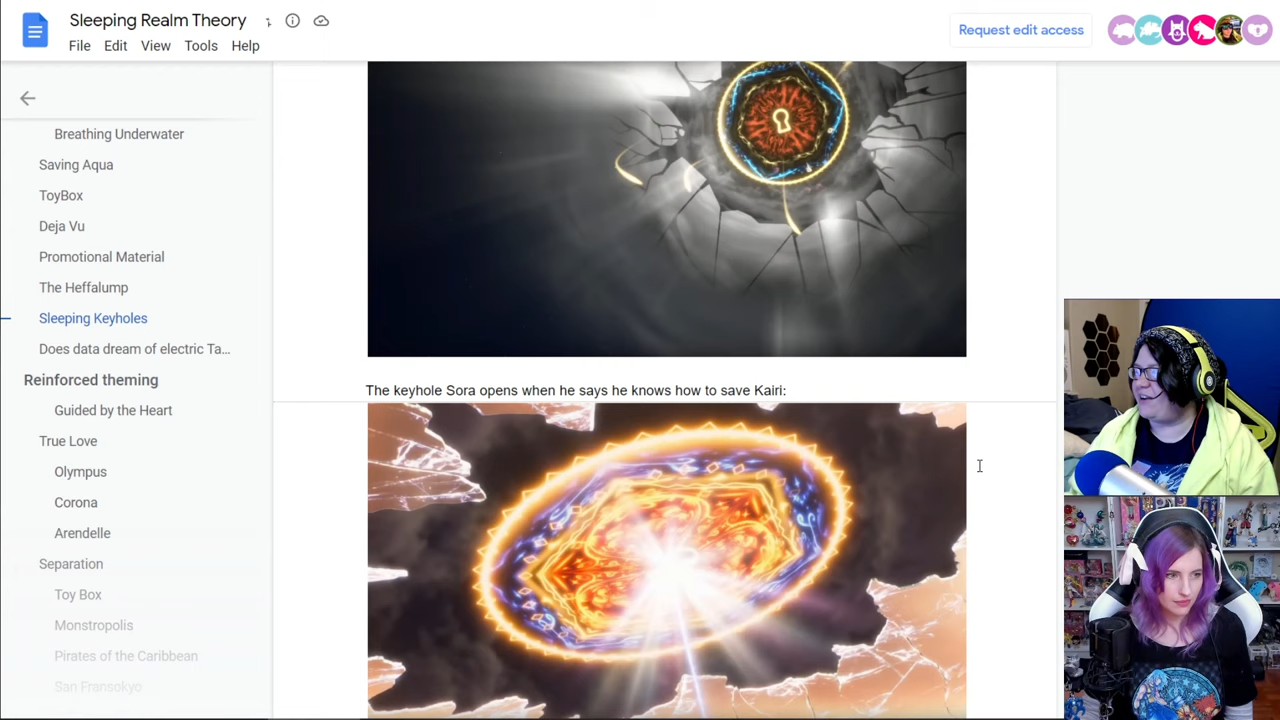 Sleeping Realm Theory
File Edit View Tools Help
Request edit access
Breathing Underwater
Saving Aqua
ToyBox
Deja Vu
Promotional Material
The Heffalump
Sleeping Keyholes
Does data dream of electric Ta...
Reinforced theming
Guided by the Heart
True Love
Olympus
Corona
Arendelle
Separation
Toy Box
Monstropolis
Pirates of the Caribbean
San Fransokyo
The keyhole Sora opens when he says he knows how to save Kairi: